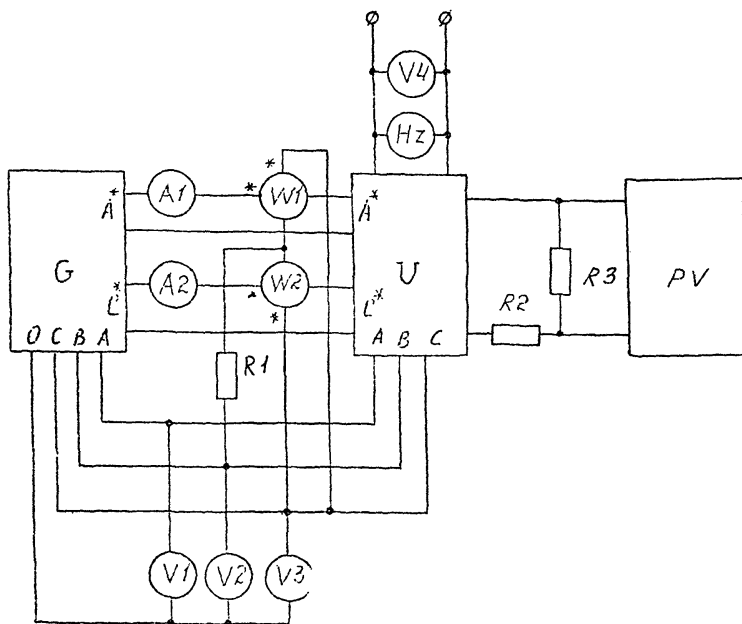 V4
Hz
* *
A1 W1
A* A*
G U
A2 W2
L* L*
*
O C B A
A B C
R1
R2
R3
PV
V1 V2 V3